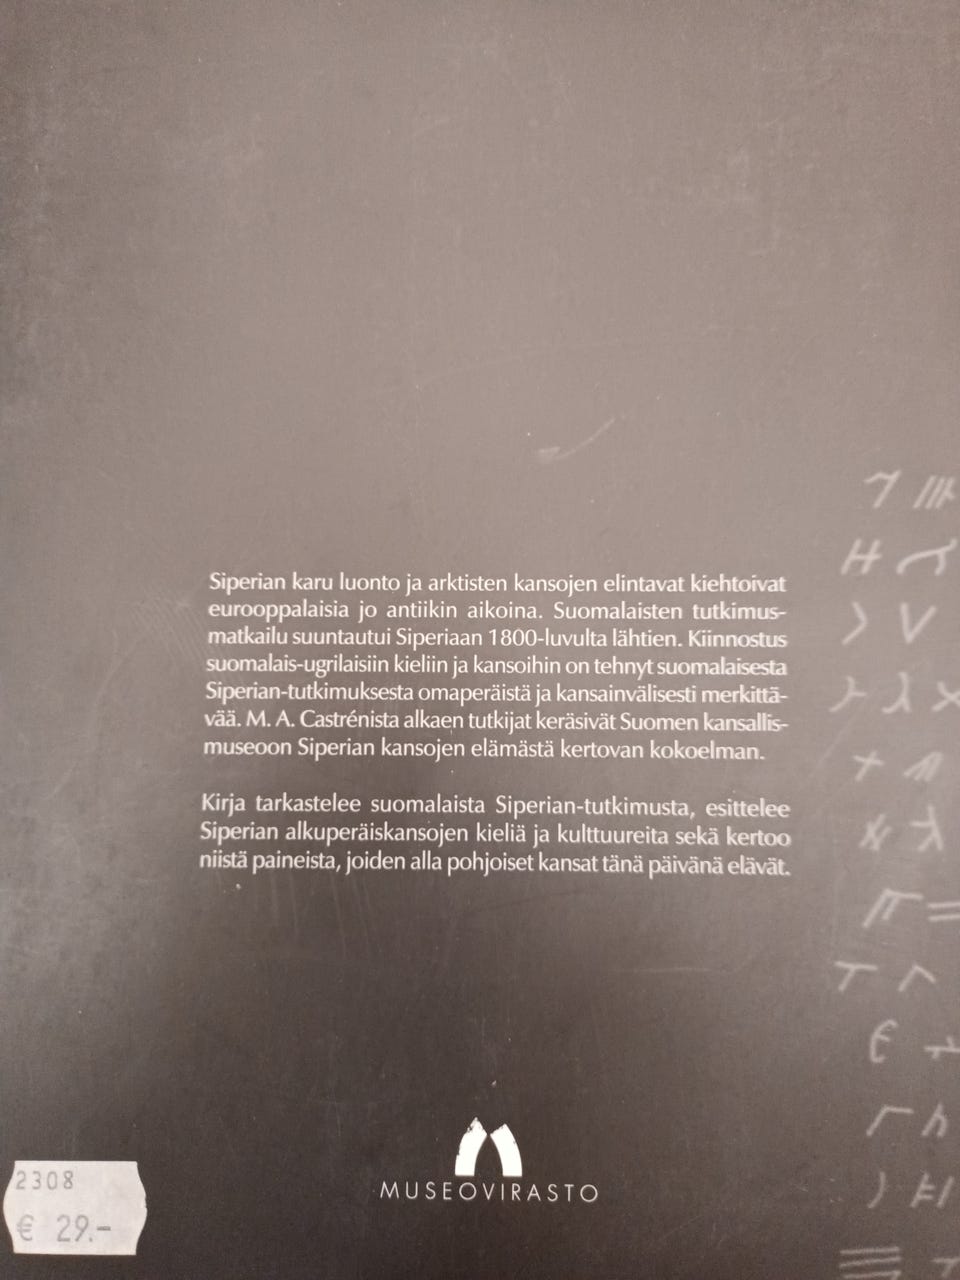 Siperian karu luonto ja arktisten kansojen elintavat kiehtoivat
eurooppalaisia jo antiikin aikoina. Suomalaisten tutkimus-
matkailu suuntautui Siperiaan 1800-luvulta lähtien. Kiinnostus
suomalais-ugrilaisiin kieliin ja kansoihin on tehnyt suomalaisesta
Siperian-tutkimuksesta omaperäistä ja kansainvälisesti merkittä-
vää. M. A. Castrénista alkaen tutkijat keräsivät Suomen kansallis-
museoon Siperian kansojen elämästä kertovan kokoelman.
Kirja tarkastelee suomalaista Siperian-tutkimusta, esittelee
Siperian alkuperäiskansojen kieliä ja kulttuureita sekä kertoo
niistä paineista, joiden alla pohjoiset kansat tänä päivänä elävät.
MUSEOVIRASTO
2308
€ 29.-